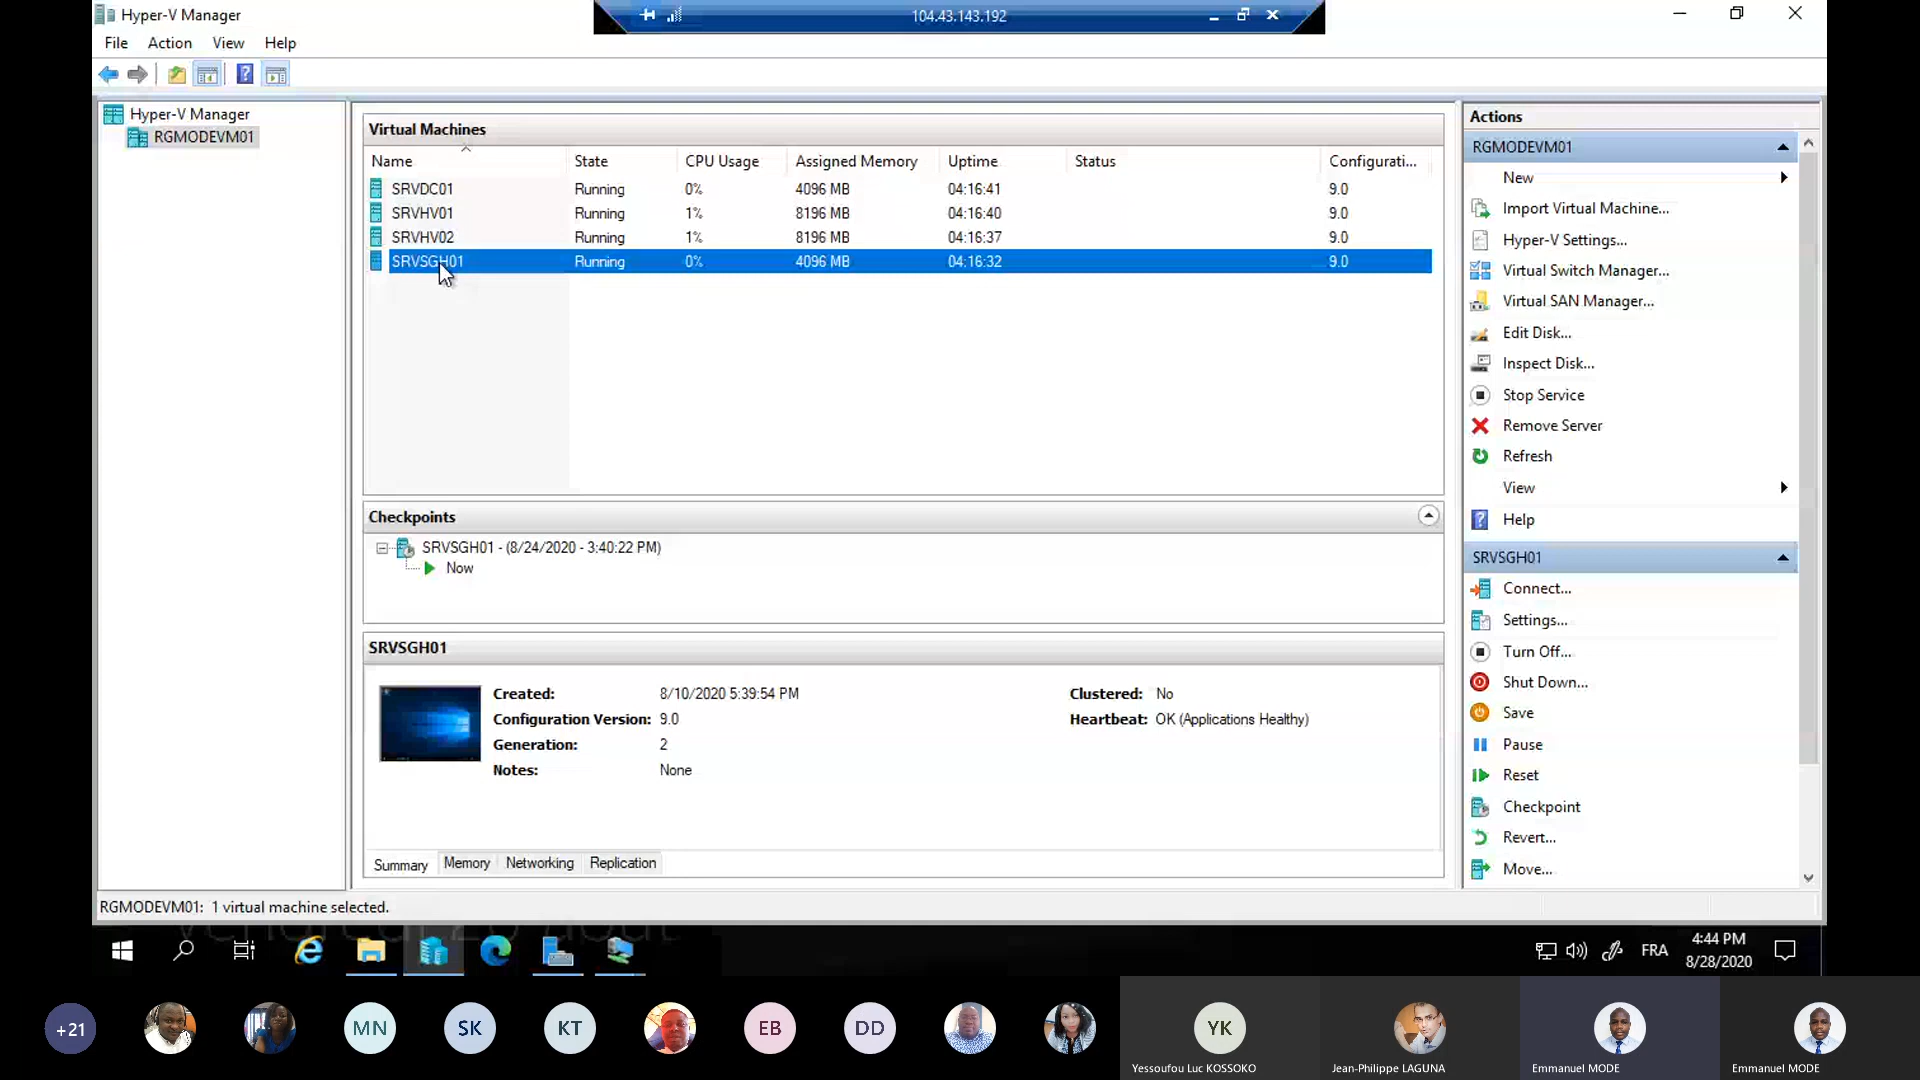 Hyper-V Manager
104.43.143.192
File Action View Help
Hyper-V Manager
RGMODEVM01
Virtual Machines
Name State CPU Usage Assigned Memory Uptime Status Configurati...
SRVDC01 Running 0% 4096 MB 04:16:41 9.0
SRVHV01 Running 1% 8196 MB 04:16:40 9.0
SRVHV02 Running 1% 8196 MB 04:16:37 9.0
SRVSGH01 Running 0% 4096 MB 04:16:32 9.0
Checkpoints
SRVSGH01 - (8/24/2020 - 3:40:22 PM)
Now
SRVSGH01
Created: 8/10/2020 5:39:54 PM Clustered: No
Configuration Version: 9.0 Heartbeat: OK (Applications Healthy)
Generation: 2
Notes: None
Summary Memory Networking Replication
Actions
RGMODEVM01
New
Import Virtual Machine...
Hyper-V Settings...
Virtual Switch Manager...
Virtual SAN Manager...
Edit Disk...
Inspect Disk...
Stop Service
Remove Server
Refresh
View
Help
SRVSGH01
Connect...
Settings...
Turn Off...
Shut Down...
Save
Pause
Reset
Checkpoint
Revert...
Move...
RGMODEVM01: 1 virtual machine selected.
FRA
4:44 PM
8/28/2020
+21
MN
SK
KT
EB
DD
YK
Yessoufou Luc KOSSOKO
Jean-Philippe LAGUNA
Emmanuel MODE
Emmanuel MODE